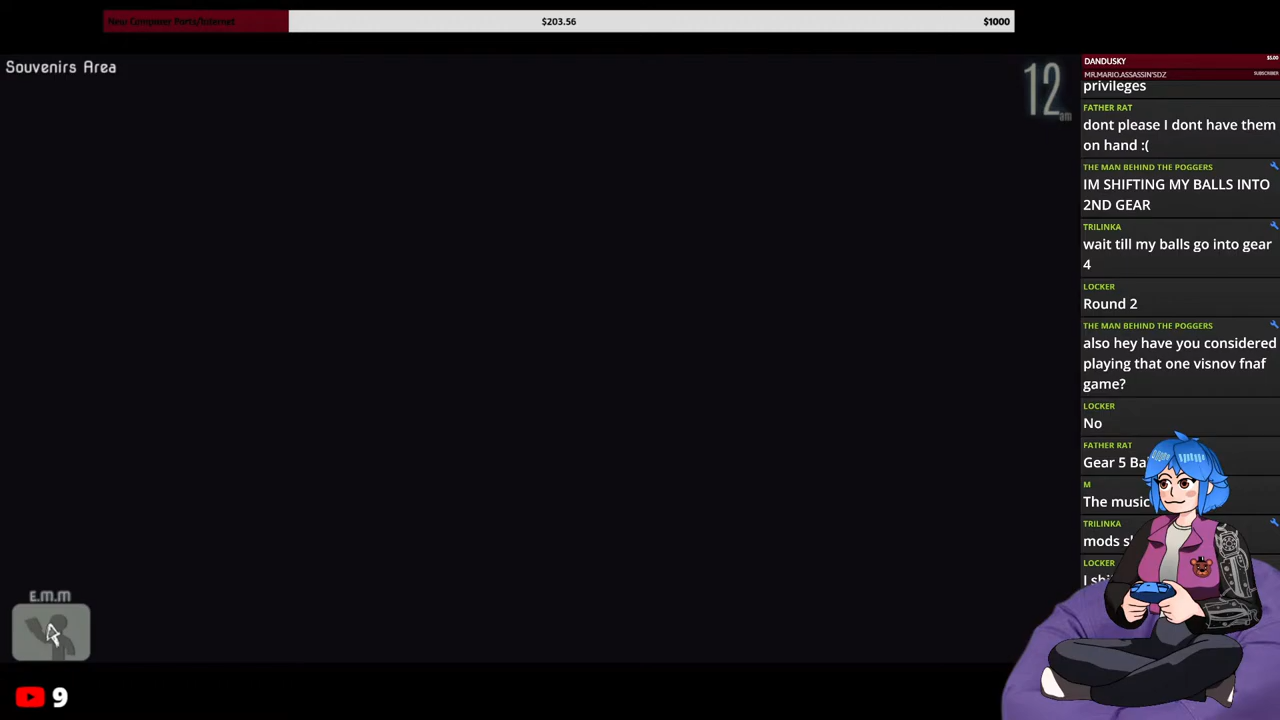 New Computer Parts/Internet
$203.56
$1000
Souvenirs Area
12
am
DANDUSKY
$5.00
MR.MARIO.ASSASSIN'SDZ
SUBSCRIBER
privileges
FATHER RAT
dont please I dont have them
on hand :(
THE MAN BEHIND THE POGGERS
IM SHIFTING MY BALLS INTO
2ND GEAR
TRILINKA
wait till my balls go into gear
4
LOCKER
Round 2
THE MAN BEHIND THE POGGERS
also hey have you considered
playing that one visnov fnaf
game?
LOCKER
No
FATHER RAT
Gear 5
M
The music
TRILINKA
mods
LOCKER
I
E.m.m
9